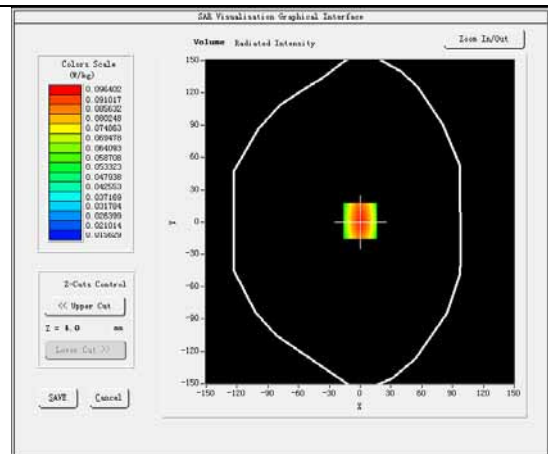 SAR Visualisation Graphical Interface
Volume Radiated Intensity
Zoom In/Out
Colors Scale
(W/kg)
0.096402
0.091017
0.085632
0.080248
0.074863
0.069478
0.064093
0.058708
0.053323
0.047938
0.042553
0.037169
0.031784
0.026399
0.021014
0.015629
Z-Cuts Control
<< Upper Cut
Z = 4.0 mm
Lower Cut >>
SAVE Cancel
150
120
90
60
30
0
-30
-60
-90
-120
-150
Y
-150 -120 -90 -60 -30 0 30 60 90 120 150
X